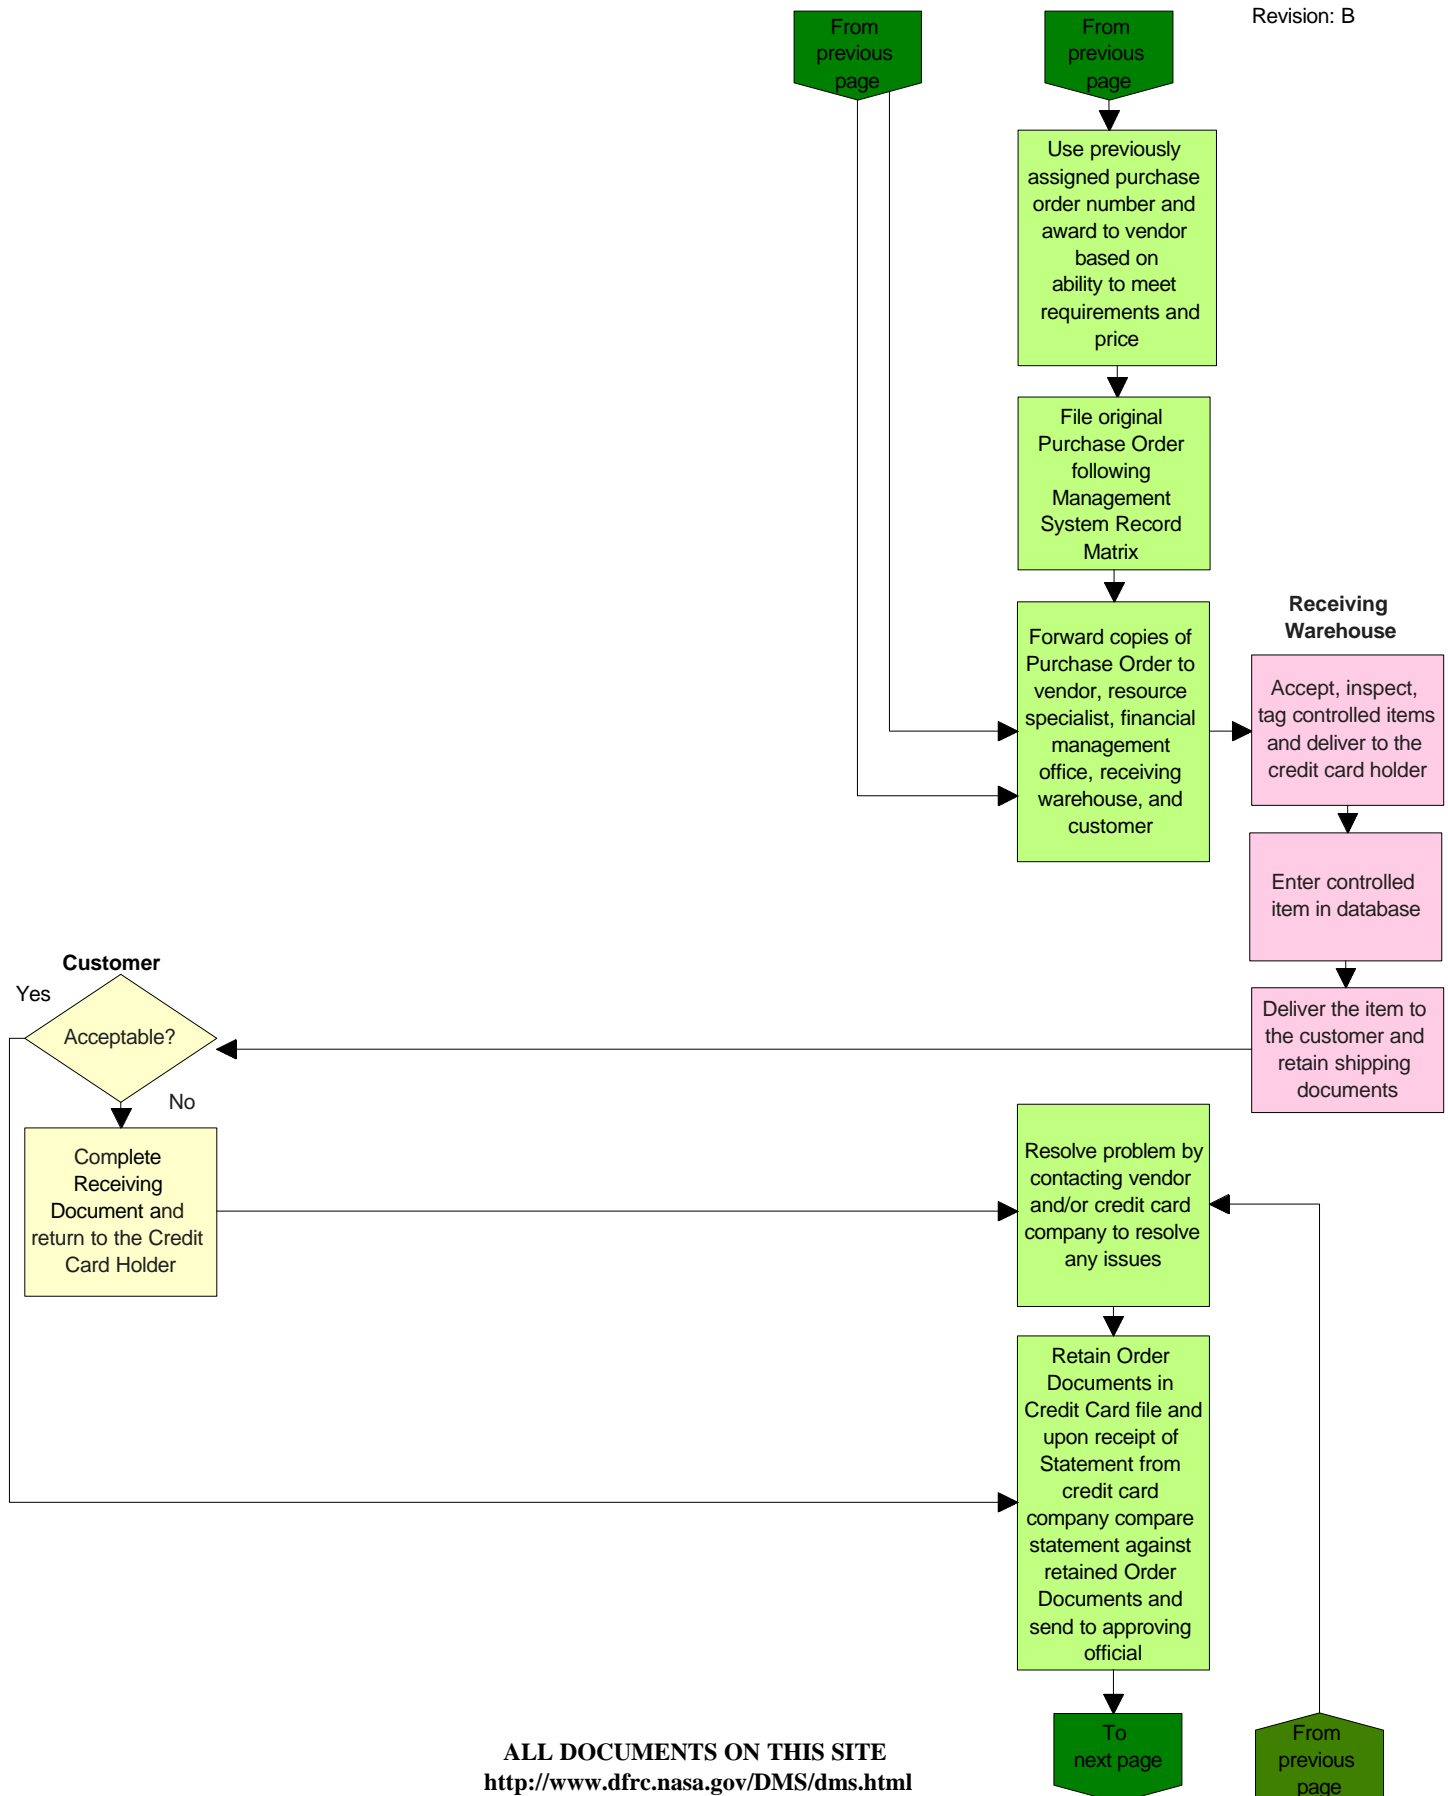 Revision: B
From
previous
page
From
previous
page
Use previously
assigned purchase
order number and
award to vendor
based on
ability to meet
requirements and
price
File original
Purchase Order
following
Management
System Record
Matrix
Forward copies of
Purchase Order to
vendor, resource
specialist, financial
management
office, receiving
warehouse, and
customer
Receiving
Warehouse
Accept, inspect,
tag controlled items
and deliver to the
credit card holder
Enter controlled
item in database
Deliver the item to
the customer and
retain shipping
documents
Customer
Yes
Acceptable?
No
Complete
Receiving
Document and
return to the Credit
Card Holder
Resolve problem by
contacting vendor
and/or credit card
company to resolve
any issues
Retain Order
Documents in
Credit Card file and
upon receipt of
Statement from
credit card
company compare
statement against
retained Order
Documents and
send to approving
official
To
next page
From
previous
page
ALL DOCUMENTS ON THIS SITE
http://www.dfrc.nasa.gov/DMS/dms.html